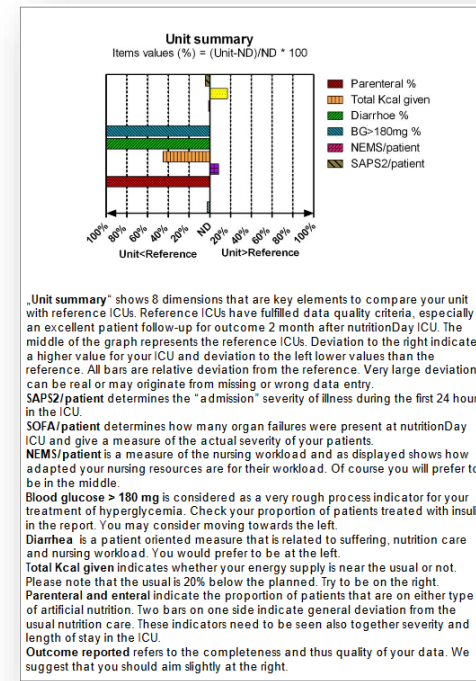 Unit summary
Items values (%) = (Unit-ND)/ND * 100
Parenteral %
Total Kcal given
Diarrhoe %
BG>180mg %
NEMS/patient
SAPS2/patient
100% 80% 60% 40% 20% ND 20% 40% 60% 80% 100%
Unit<Reference Unit>Reference
„Unit summary“ shows 8 dimensions that are key elements to compare your unit
with reference ICUs. Reference ICUs have fulfilled data quality criteria, especially
an excellent patient follow-up for outcome 2 month after nutritionDay ICU. The
middle of the graph represents the reference ICUs. Deviation to the right indicate
a higher value for your ICU and deviation to the left lower values than the
reference. All bars are relative deviation from the reference. Very large deviation
can be real or may originate from missing or wrong data entry.
SAPS2/patient determines the "admission" severity of illness during the first 24 hour
in the ICU.
SOFA/patient determines how many organ failures were present at nutritionDay
ICU and give a measure of the actual severity of your patients.
NEMS/patient is a measure of the nursing workload and as displayed shows how
adapted your nursing resources are for their workload. Of course you will prefer to
be in the middle.
Blood glucose > 180 mg is considered as a very rough process indicator for your
treatment of hyperglycemia. Check your proportion of patients treated with insuli
in the report. You may consider moving towards the left.
Diarrhea is a patient oriented measure that is related to suffering, nutrition care
and nursing workload. You would prefer to be at the left.
Total Kcal given indicates whether your energy supply is near the usual or not.
Please note that the usual is 20% below the planned. Try to be on the right.
Parenteral and enteral indicate the proportion of patients that are on either type
of artificial nutrition. Two bars on one side indicate general deviation from the
usual nutrition care. These indicators need to be seen also together severity and
length of stay in the ICU.
Outcome reported refers to the completeness and thus quality of your data. We
suggest that you should aim slightly at the right.